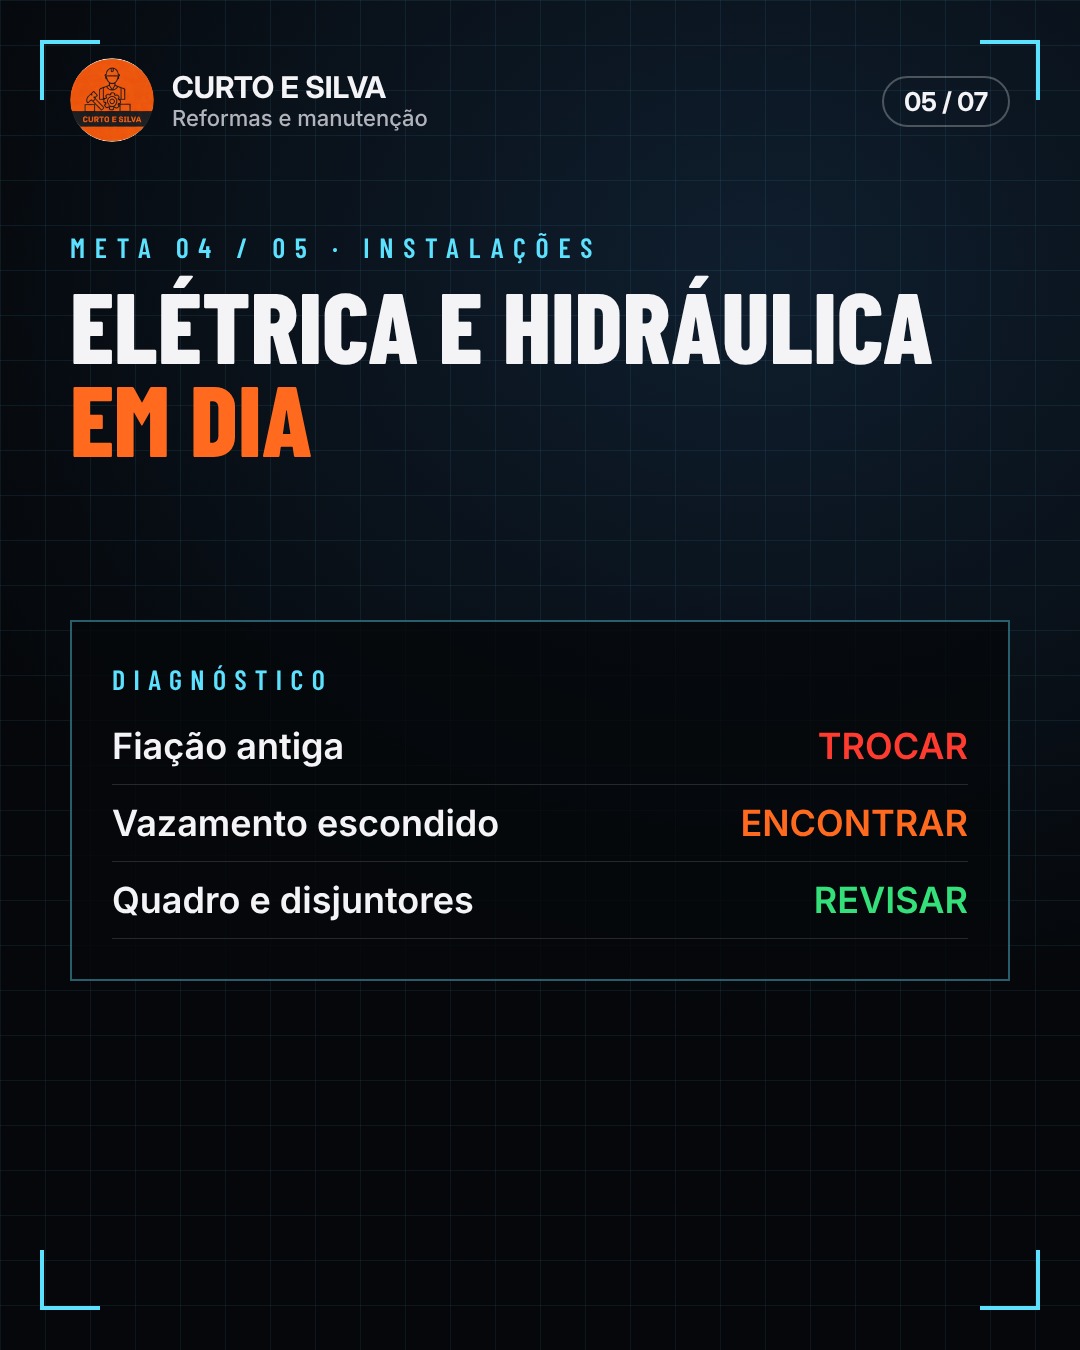 CURTO E SILVA
CURTO E SILVA
Reformas e manutenção
05 / 07
META 04 / 05 · INSTALAÇÕES
ELÉTRICA E HIDRÁULICA
EM DIA
DIAGNÓSTICO
Fiação antiga TROCAR
Vazamento escondido ENCONTRAR
Quadro e disjuntores REVISAR